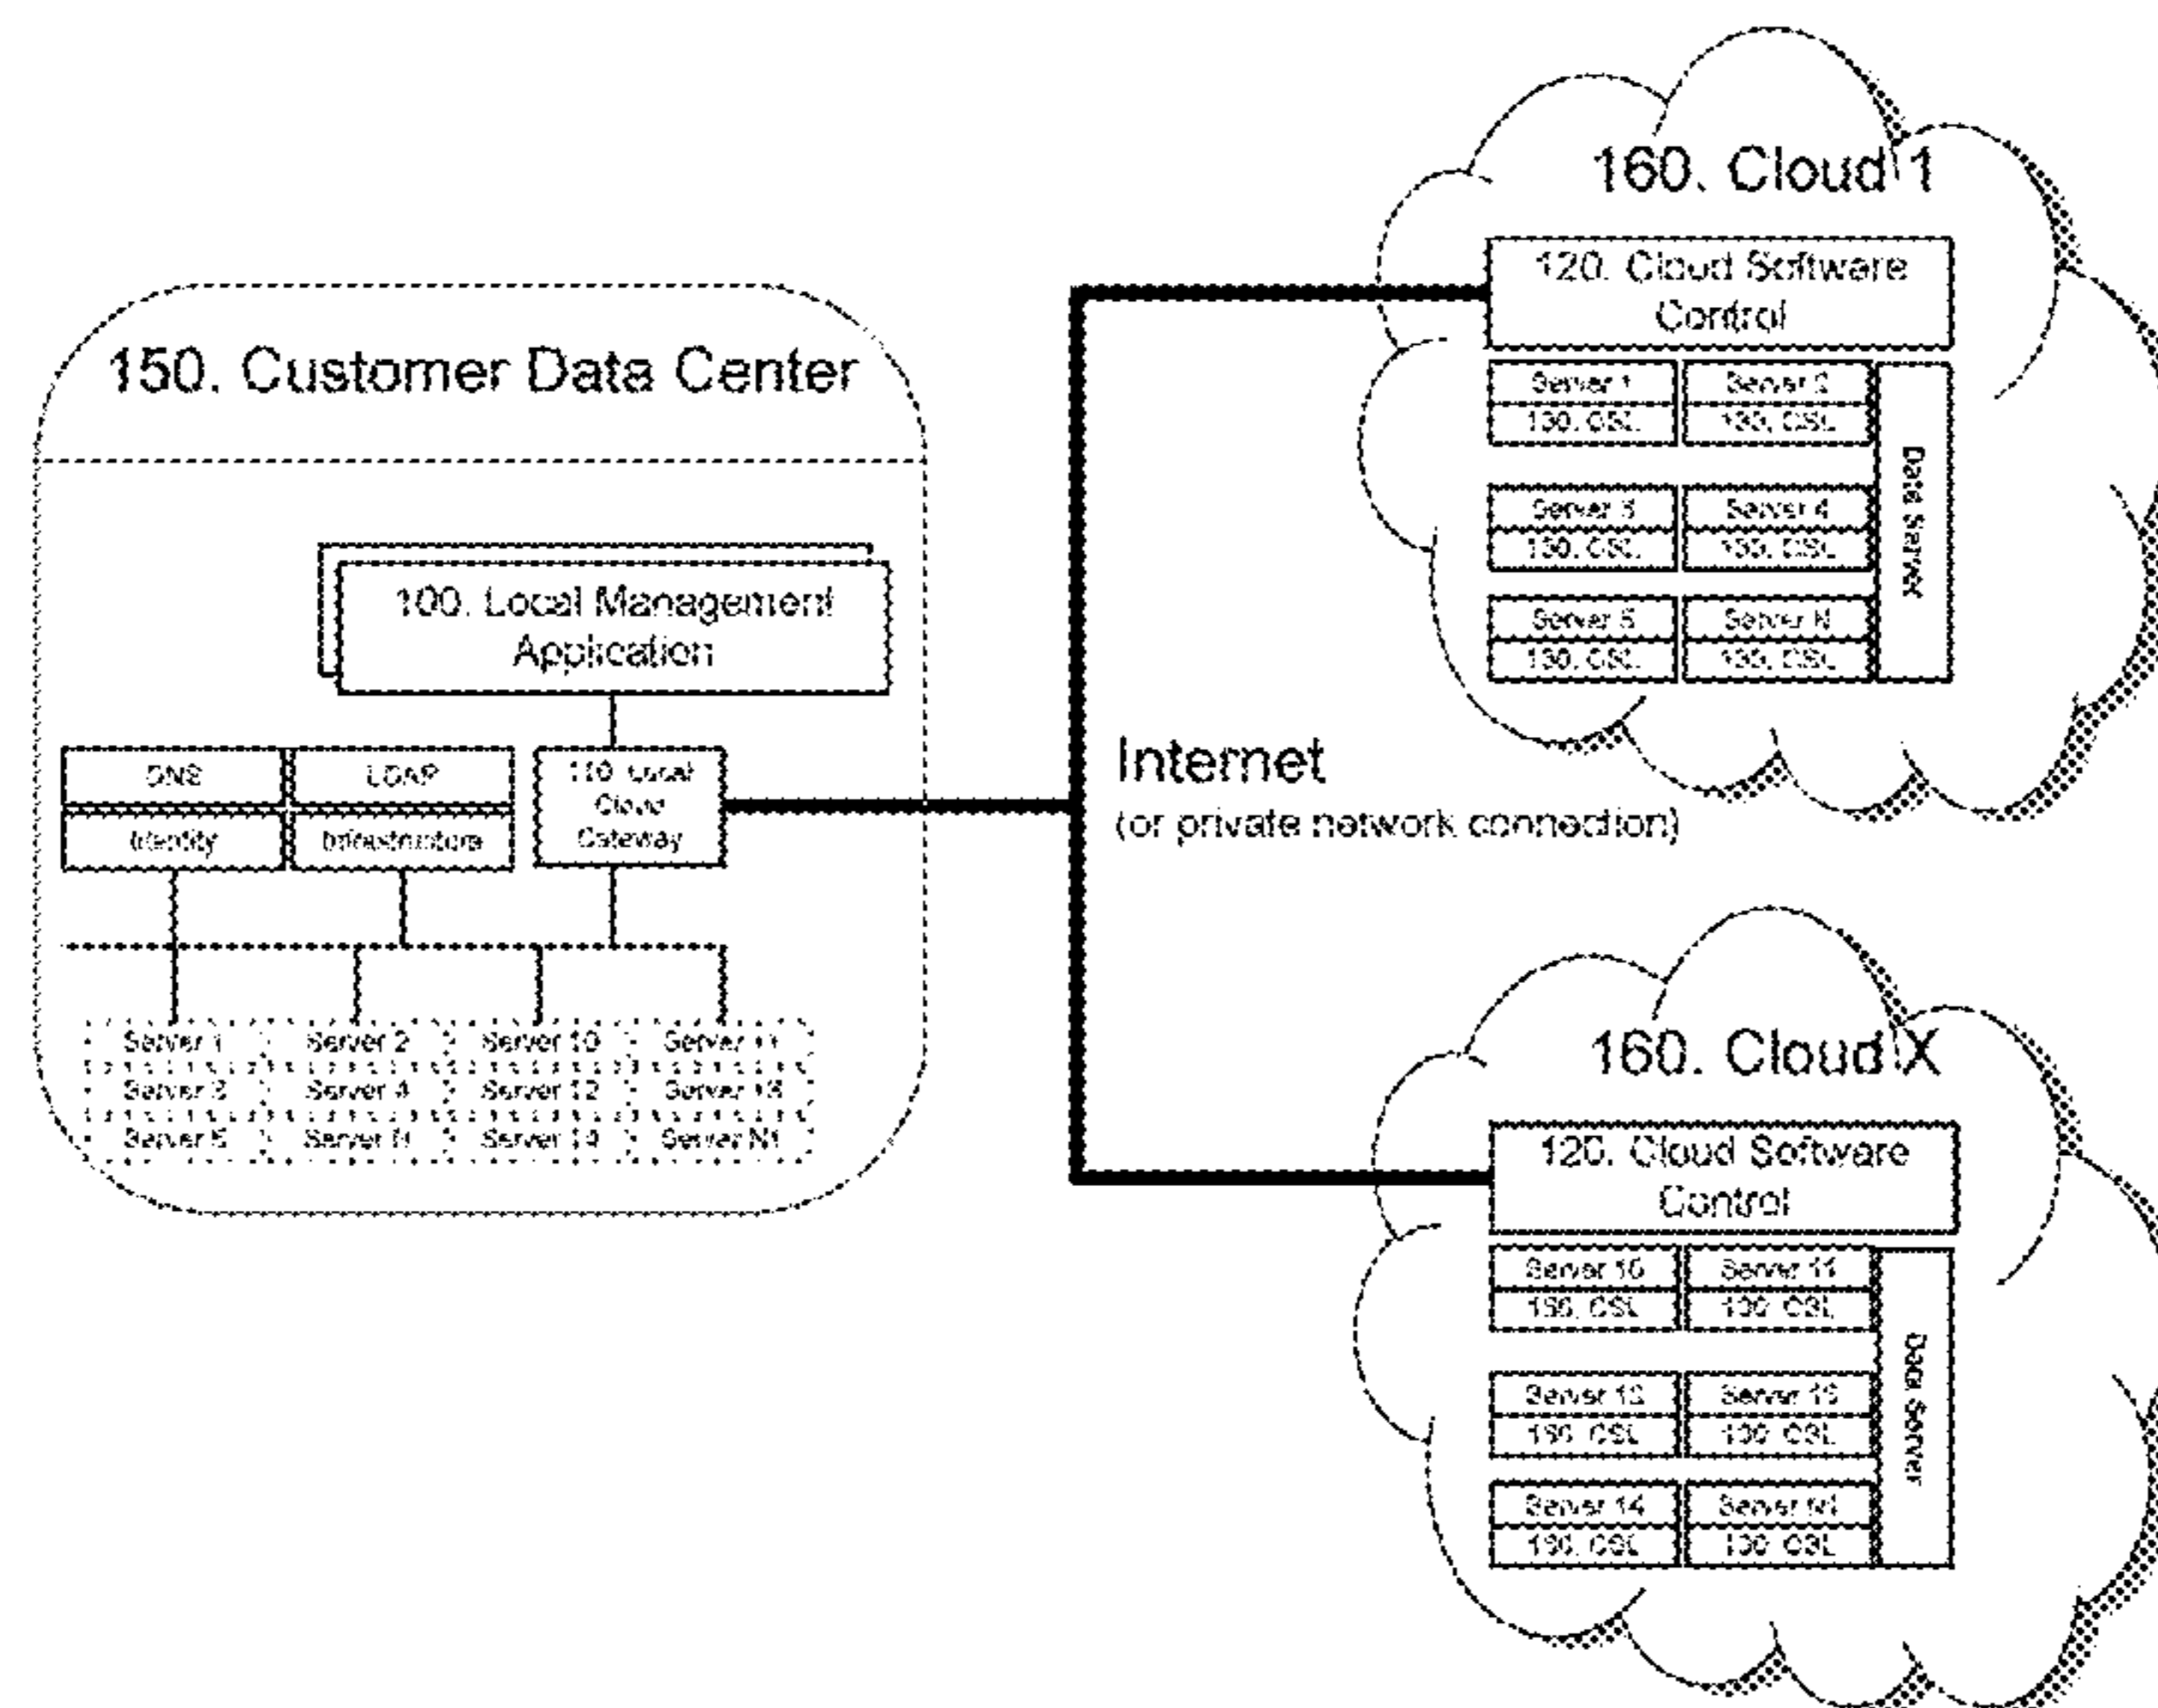 150. Customer Data Center
100. Local Management
Application
DNS
LDAP
Identity
Infrastructure
110. Local
Cloud
Gateway
Server 1
Server 2
Server 10
Server 11
Server 3
Server 4
Server 12
Server 13
Server 5
Server N
Server 14
Server N1
Internet
(or private network connection)
160. Cloud 1
120. Cloud Software
Control
Server 1
Server 2
130. CSL
130. CSL
Server 3
Server 4
130. CSL
130. CSL
Server 5
Server N
130. CSL
130. CSL
Data Server
160. Cloud X
120. Cloud Software
Control
Server 10
Server 11
130. CSL
130. CSL
Server 12
Server 13
130. CSL
130. CSL
Server 14
Server N1
130. CSL
130. CSL
Data Server